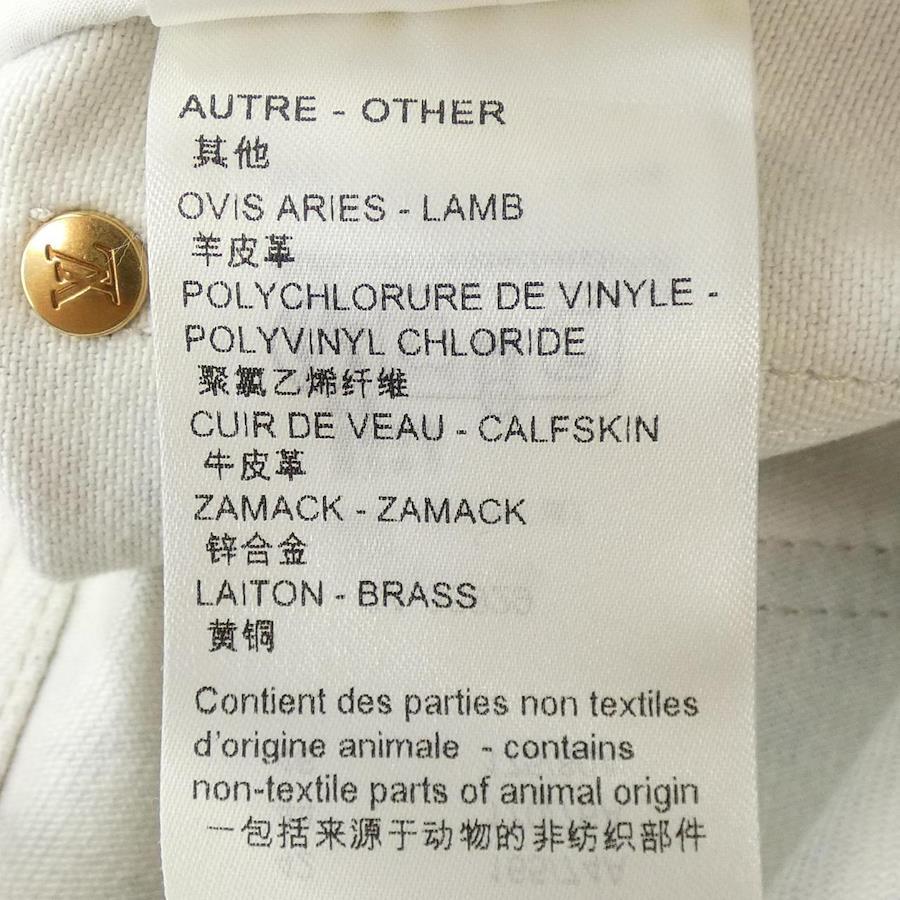 AUTRE - OTHER
其他
OVIS ARIES - LAMB
羊皮革
POLYCHLORURE DE VINYLE -
POLYVINYL CHLORIDE
聚氯乙烯纤维
CUIR DE VEAU - CALFSKIN
牛皮革
ZAMACK - ZAMACK
锌合金
LAITON - BRASS
黄铜
Contient des parties non textiles
d'origine animale - contains
non-textile parts of animal origin
一包括来源于动物的非纺织部件
LV